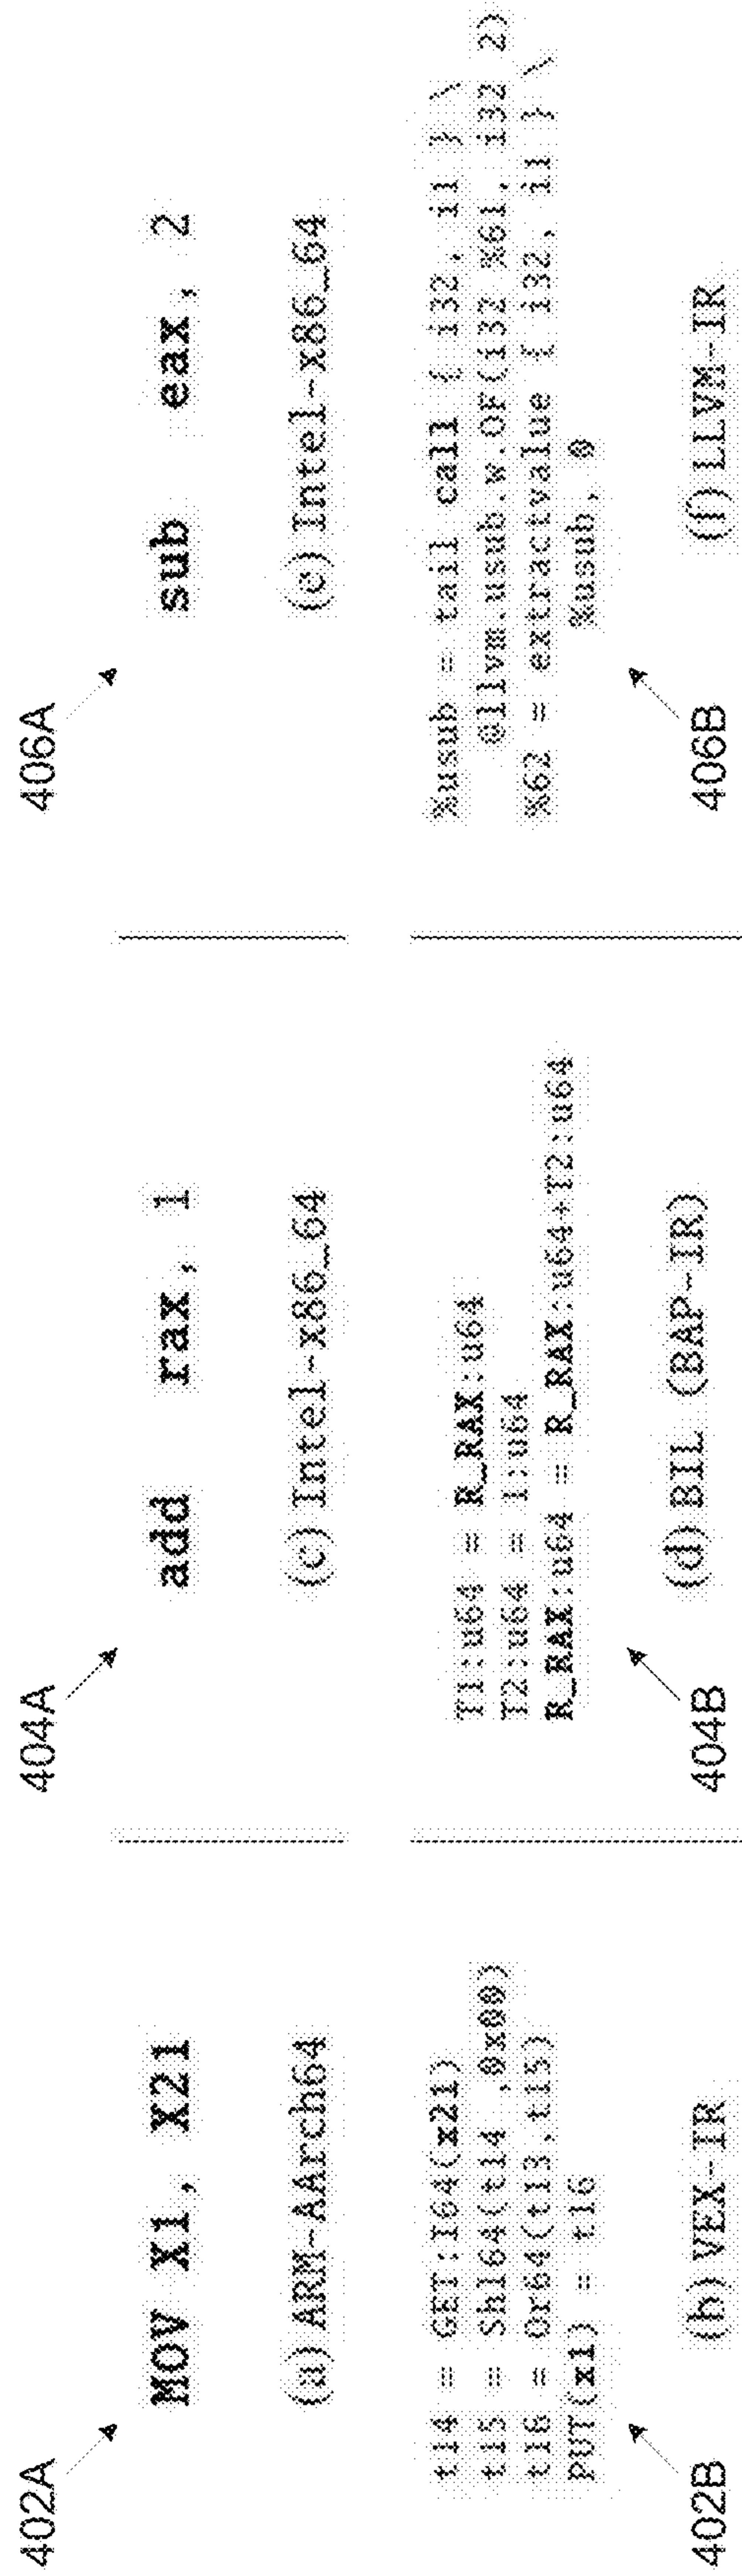 402A
Mov X1, X21
(a) ARM-AArch64
t14 = GET:I64(x21)
t15 = Shl64(t14 ,0x00)
t16 = Or64(t13,t15)
PUT(x1) = t16
402B
(b) VEX-IR
404A
add rax, 1
(c) Intel-x86_64
T1:u64 = R_RAX:u64
T2:u64 = 1:u64
R_RAX:u64 = R_RAX:u64+T2:u64
404B
(d) BIL (BAP-IR)
406A
sub eax, 2
(c) Intel-x86_64
%usub = tail call { i32, i1 } \
@llvm.usub.w.OF(i32 %61, i32 2)
%62 = extractvalue { i32, i1 } \
%usub, 0
406B
(f) LLVM-IR